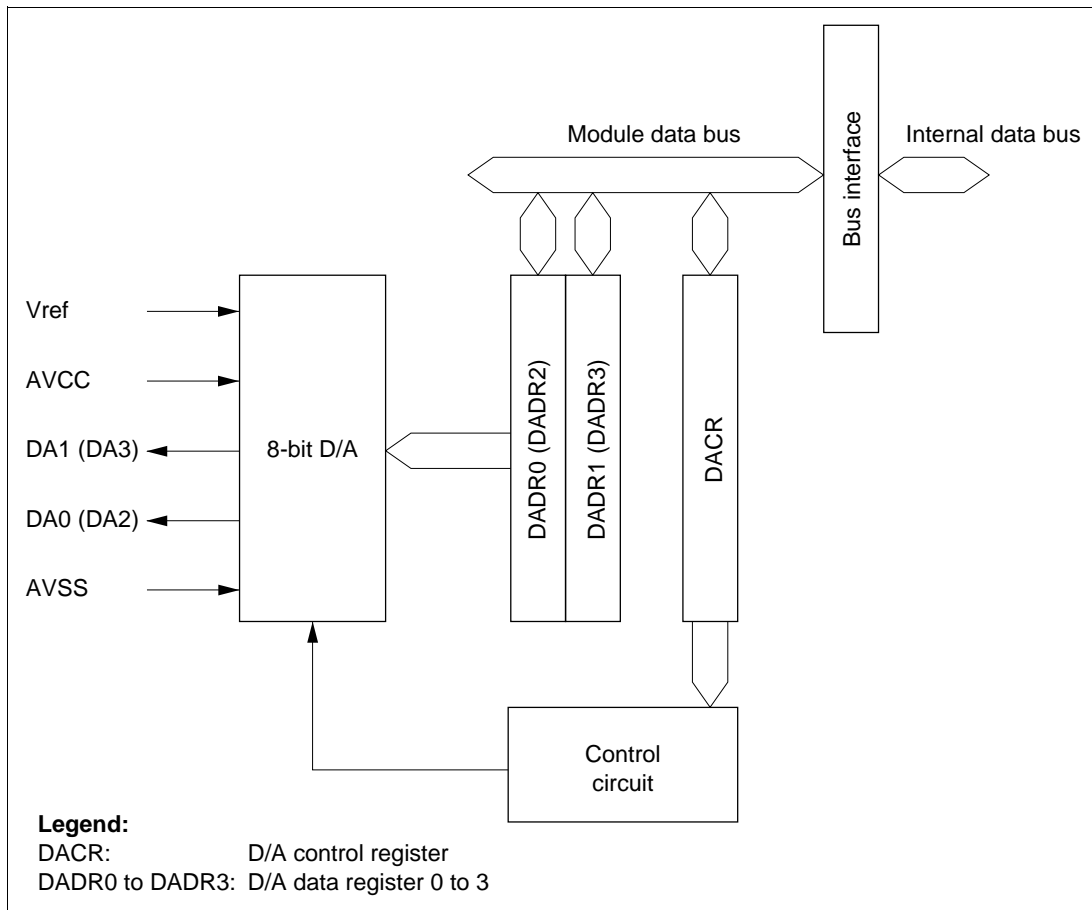 Module data bus
Internal data bus
Bus interface
Vref
AVCC
DA1 (DA3)
DA0 (DA2)
AVSS
8-bit D/A
DADR0 (DADR2)
DADR1 (DADR3)
DACR
Control
circuit
Legend:
DACR: D/A control register
DADR0 to DADR3: D/A data register 0 to 3